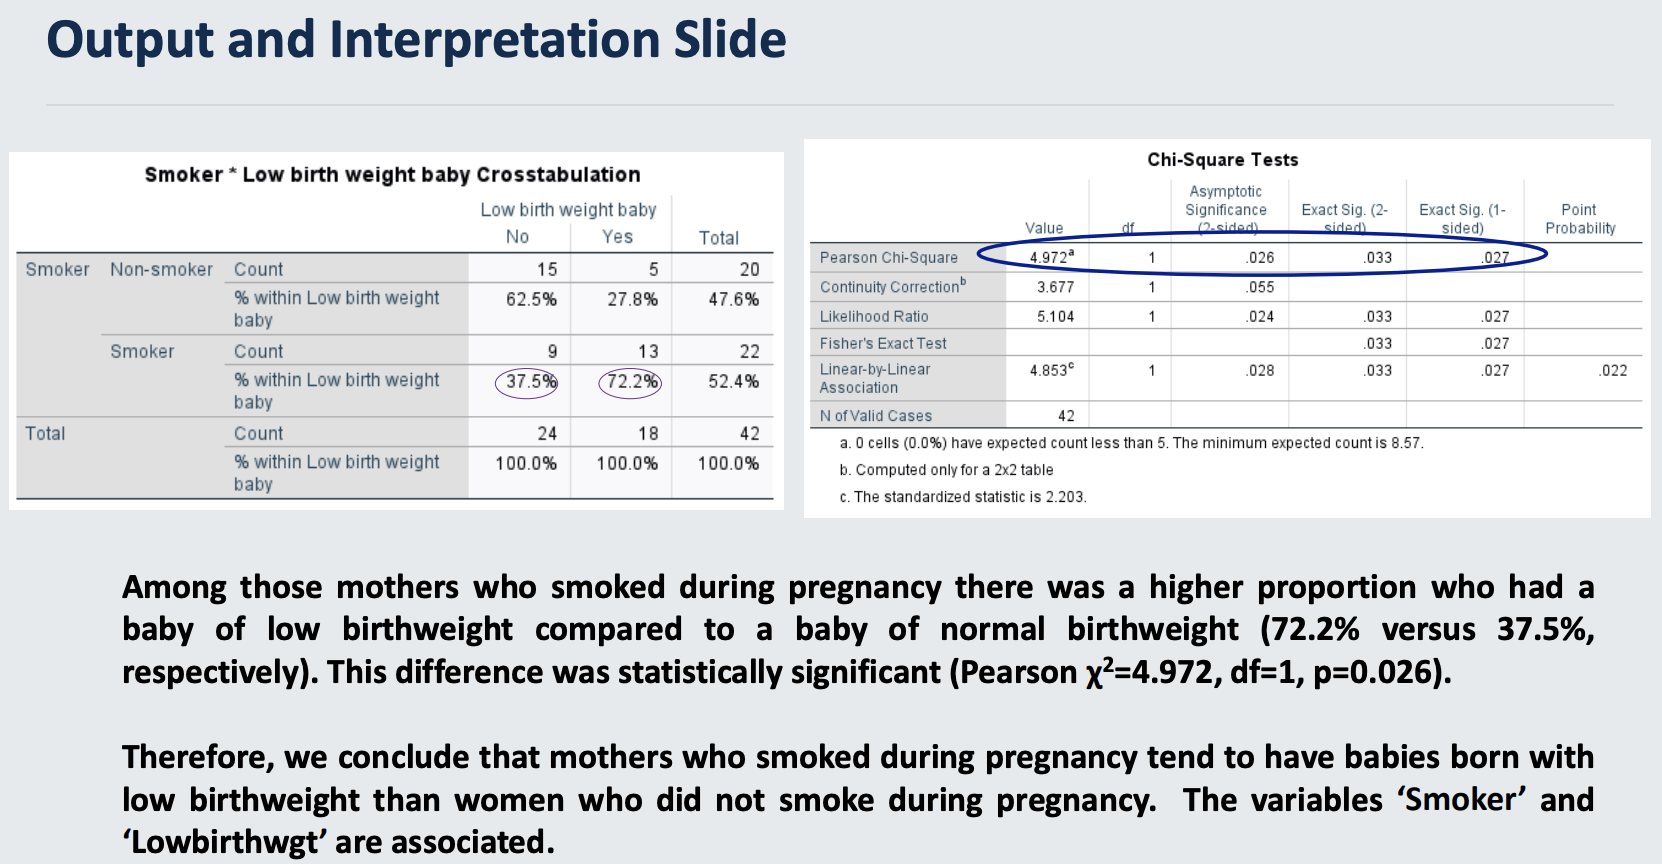 Output and Interpretation Slide
Smoker * Low birth weight baby Crosstabulation
Low birth weight baby
No Yes Total
Smoker Non-smoker Count 15 5 20
% within Low birth weight baby 62.5% 27.8% 47.6%
Smoker Count 9 13 22
% within Low birth weight baby 37.5% 72.2% 52.4%
Total Count 24 18 42
% within Low birth weight baby 100.0% 100.0% 100.0%
Chi-Square Tests
Value df Asymptotic Significance (2-sided) Exact Sig. (2-sided) Exact Sig. (1-sided) Point Probability
Pearson Chi-Square 4.972a 1 .026 .033 .027
Continuity Correctionb 3.677 1 .055
Likelihood Ratio 5.104 1 .024 .033 .027
Fisher's Exact Test .033 .027
Linear-by-Linear Association 4.853c 1 .028 .033 .027 .022
N of Valid Cases 42
a. 0 cells (0.0%) have expected count less than 5. The minimum expected count is 8.57.
b. Computed only for a 2x2 table
c. The standardized statistic is 2.203.
Among those mothers who smoked during pregnancy there was a higher proportion who had a
baby of low birthweight compared to a baby of normal birthweight (72.2% versus 37.5%,
respectively). This difference was statistically significant (Pearson χ²=4.972, df=1, p=0.026).
Therefore, we conclude that mothers who smoked during pregnancy tend to have babies born with
low birthweight than women who did not smoke during pregnancy. The variables ‘Smoker’ and
‘Lowbirthwgt’ are associated.